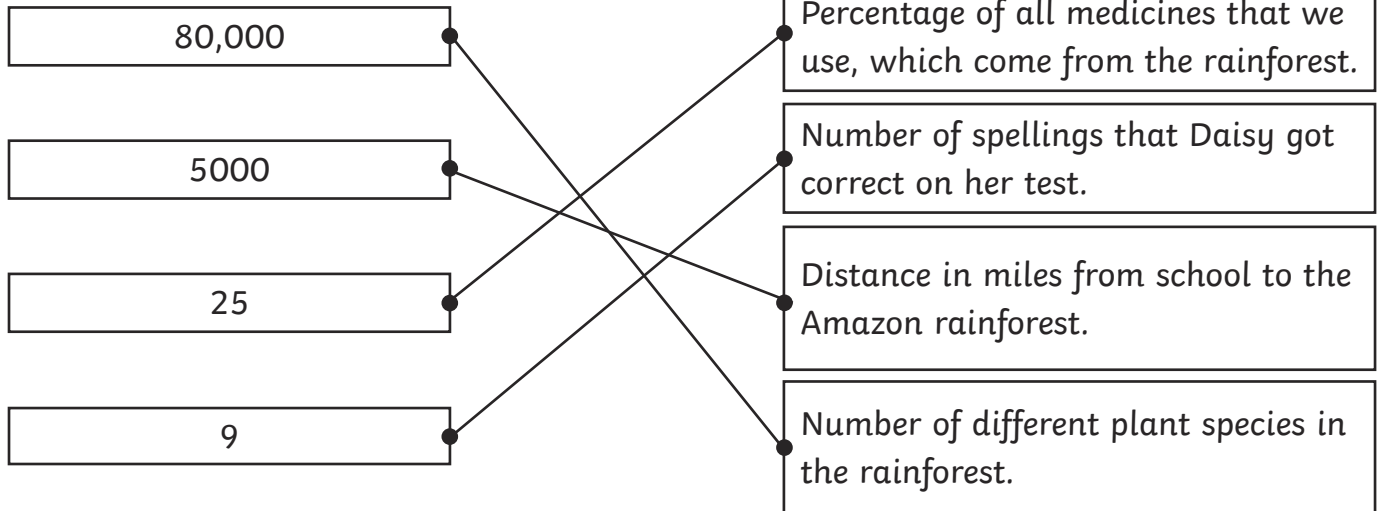 80,000
5000
25
9
Percentage of all medicines that we
use, which come from the rainforest.
Number of spellings that Daisy got
correct on her test.
Distance in miles from school to the
Amazon rainforest.
Number of different plant species in
the rainforest.